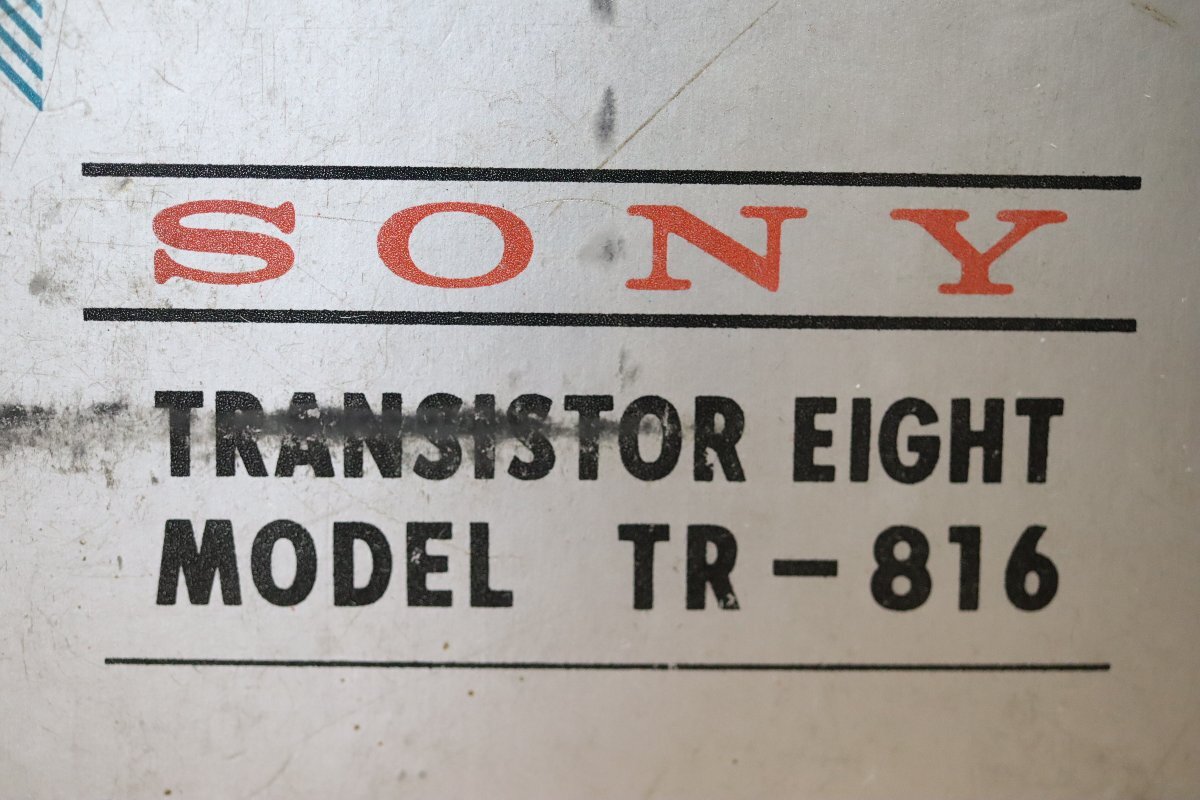 SONY
TRANSISTOR EIGHT
MODEL TR-816